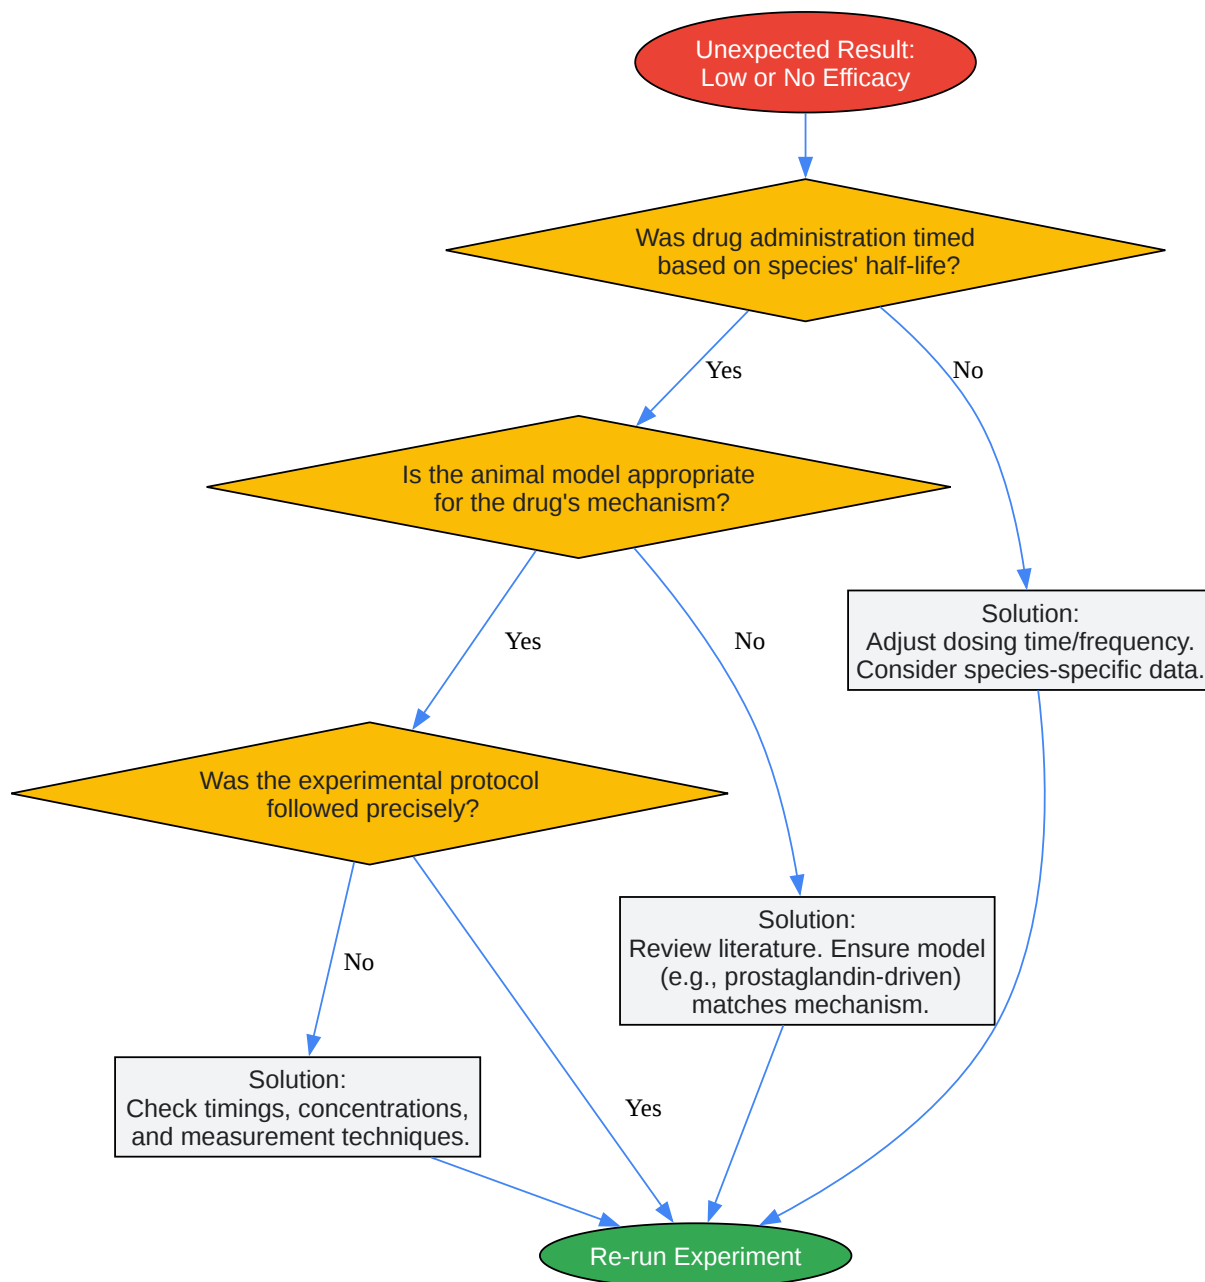 Unexpected Result:
Low or No Efficacy
Was drug administration timed
based on species' half-life?
Yes
No
Is the animal model appropriate
for the drug's mechanism?
Yes
No
Solution:
Adjust dosing time/frequency.
Consider species-specific data.
Was the experimental protocol
followed precisely?
No
Yes
Solution:
Review literature. Ensure model
(e.g., prostaglandin-driven)
matches mechanism.
Solution:
Check timings, concentrations,
and measurement techniques.
Re-run Experiment